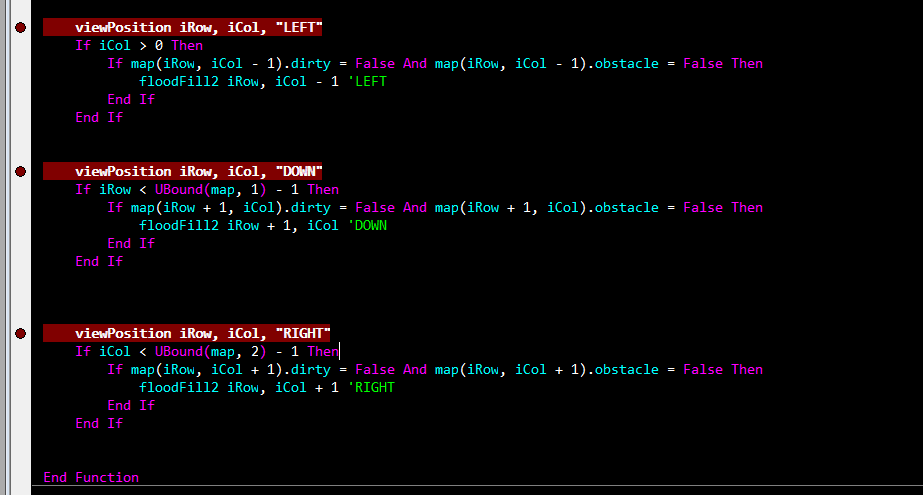 viewPosition iRow, iCol, "LEFT"
If iCol > 0 Then
If map(iRow, iCol - 1).dirty = False And map(iRow, iCol - 1).obstacle = False Then
floodFill2 iRow, iCol - 1 'LEFT
End If
End If
viewPosition iRow, iCol, "DOWN"
If iRow < UBound(map, 1) - 1 Then
If map(iRow + 1, iCol).dirty = False And map(iRow + 1, iCol).obstacle = False Then
floodFill2 iRow + 1, iCol 'DOWN
End If
End If
viewPosition iRow, iCol, "RIGHT"
If iCol < UBound(map, 2) - 1 Then
If map(iRow, iCol + 1).dirty = False And map(iRow, iCol + 1).obstacle = False Then
floodFill2 iRow, iCol + 1 'RIGHT
End If
End If
End Function